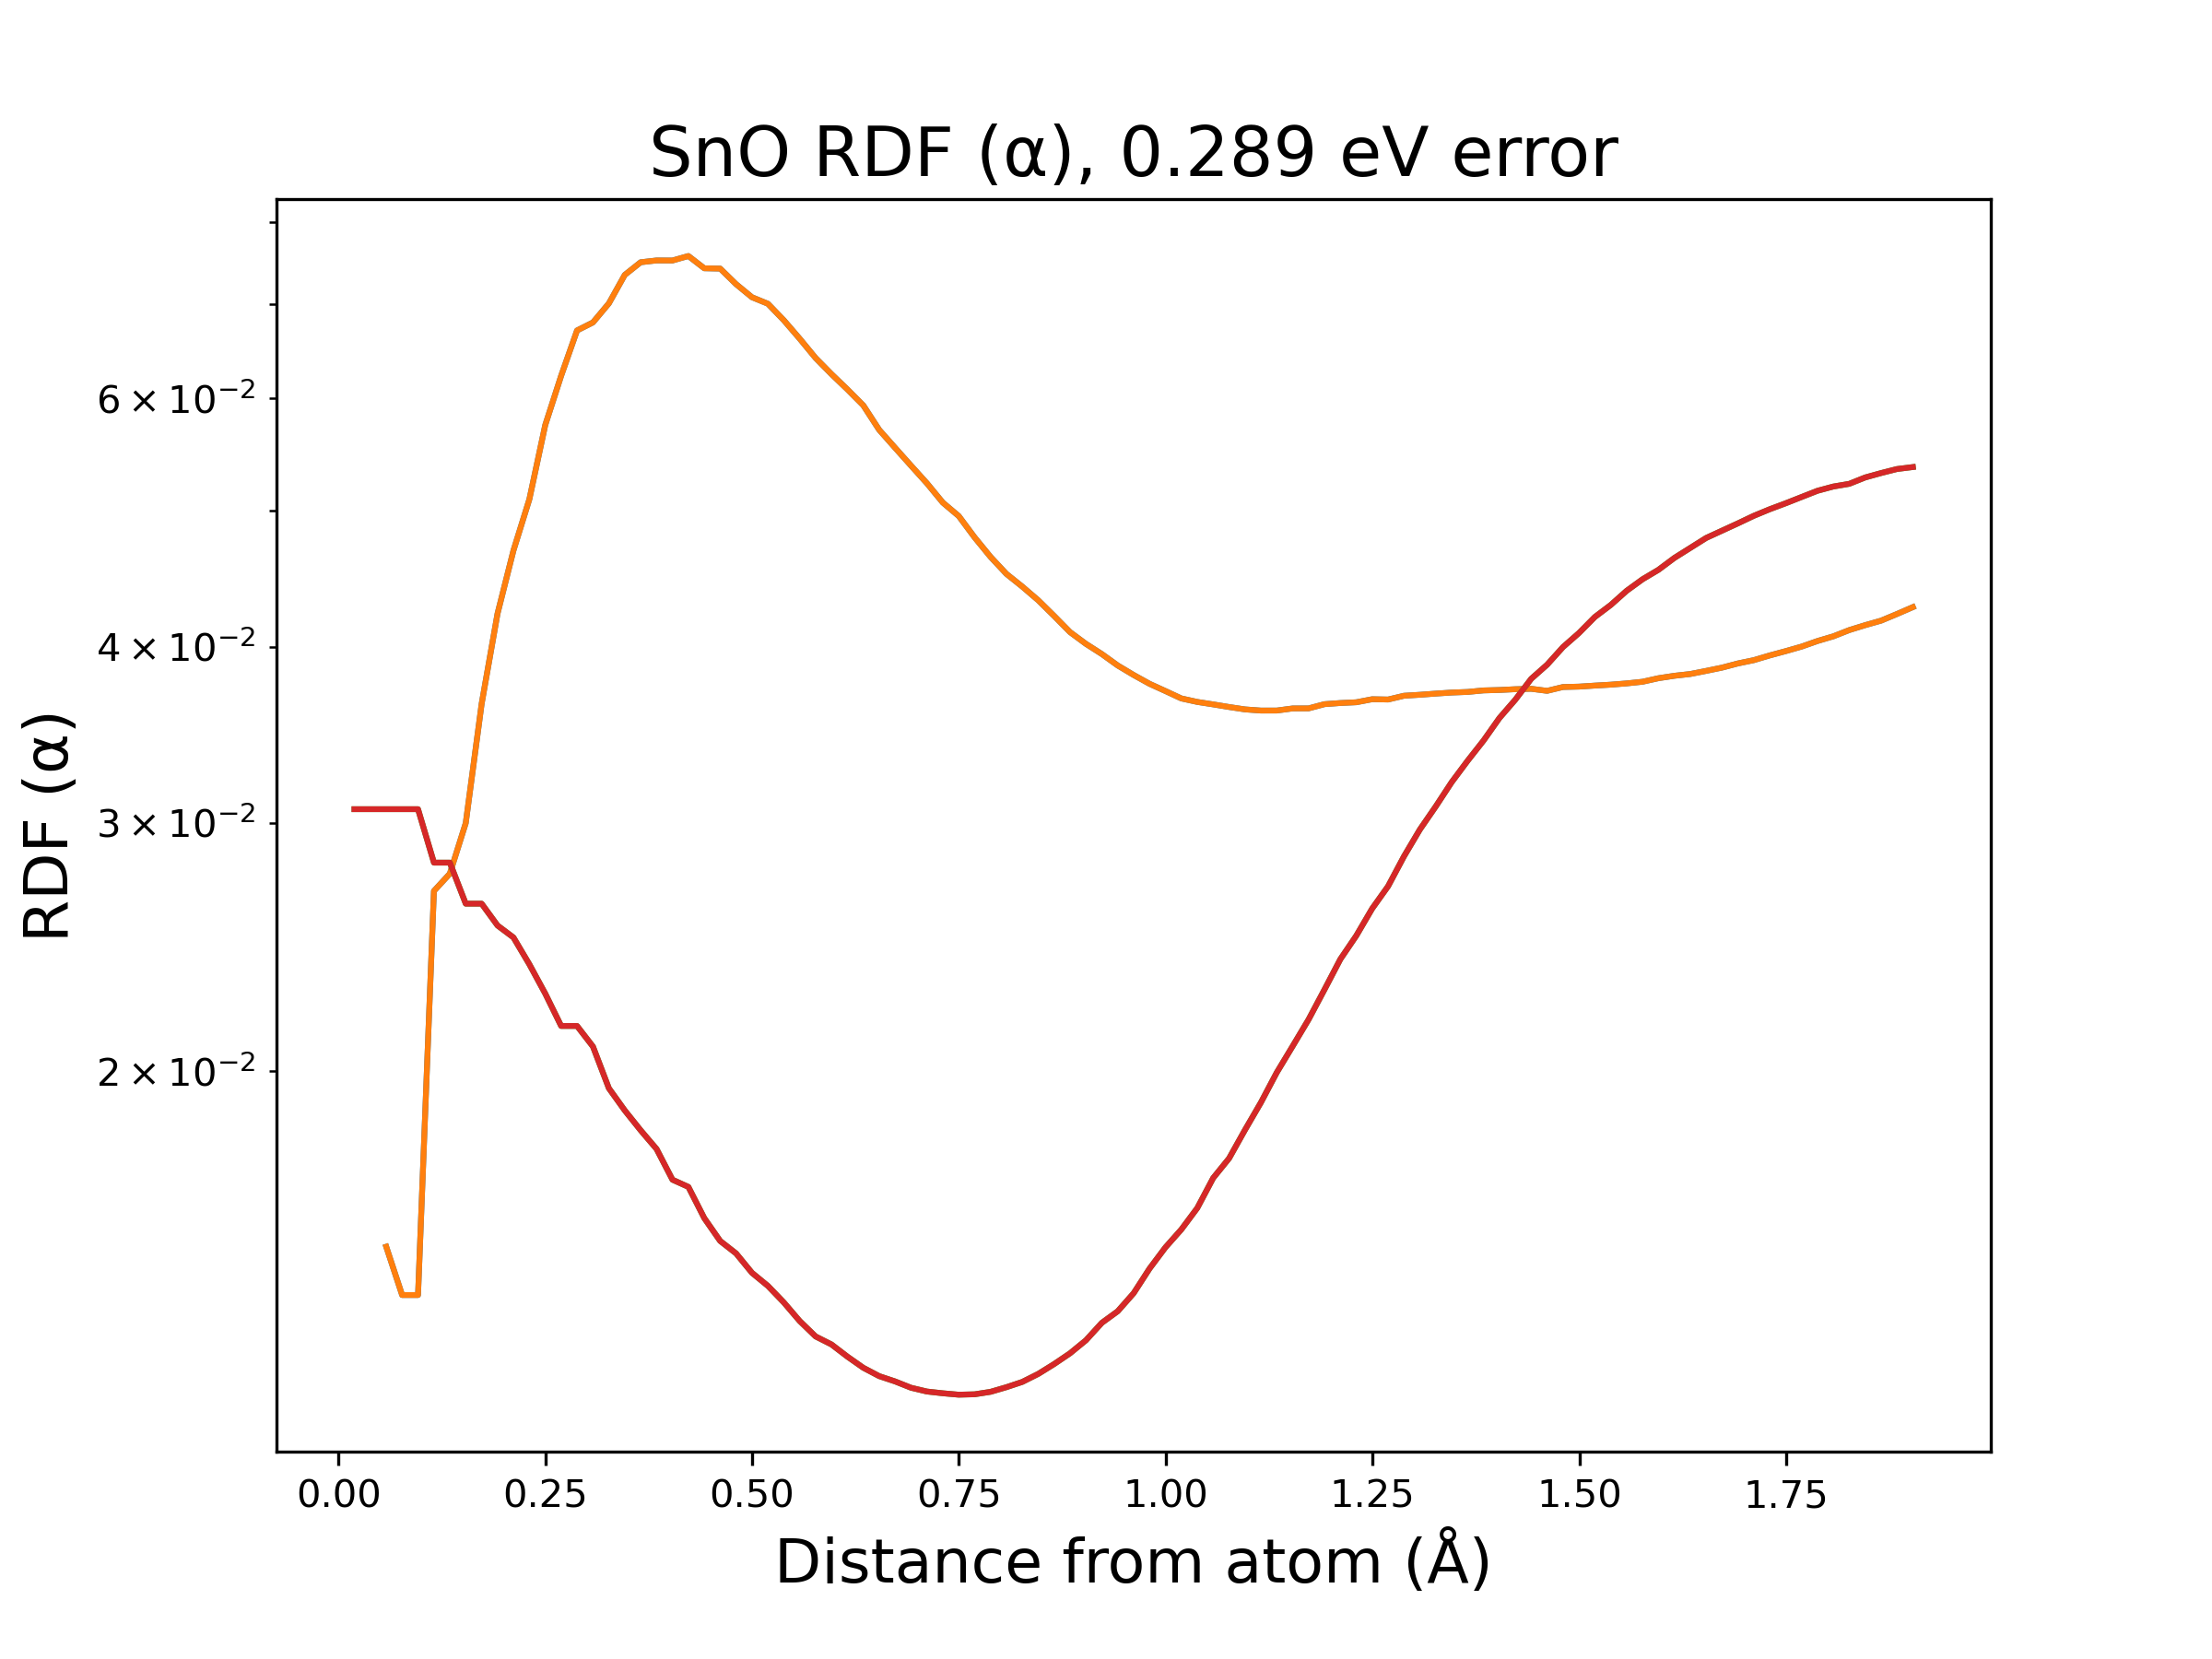 SnO RDF (α), 0.289 eV error
RDF (α)
6 × 10⁻²
4 × 10⁻²
3 × 10⁻²
2 × 10⁻²
0.00 0.25 0.50 0.75 1.00 1.25 1.50 1.75
Distance from atom (Å)